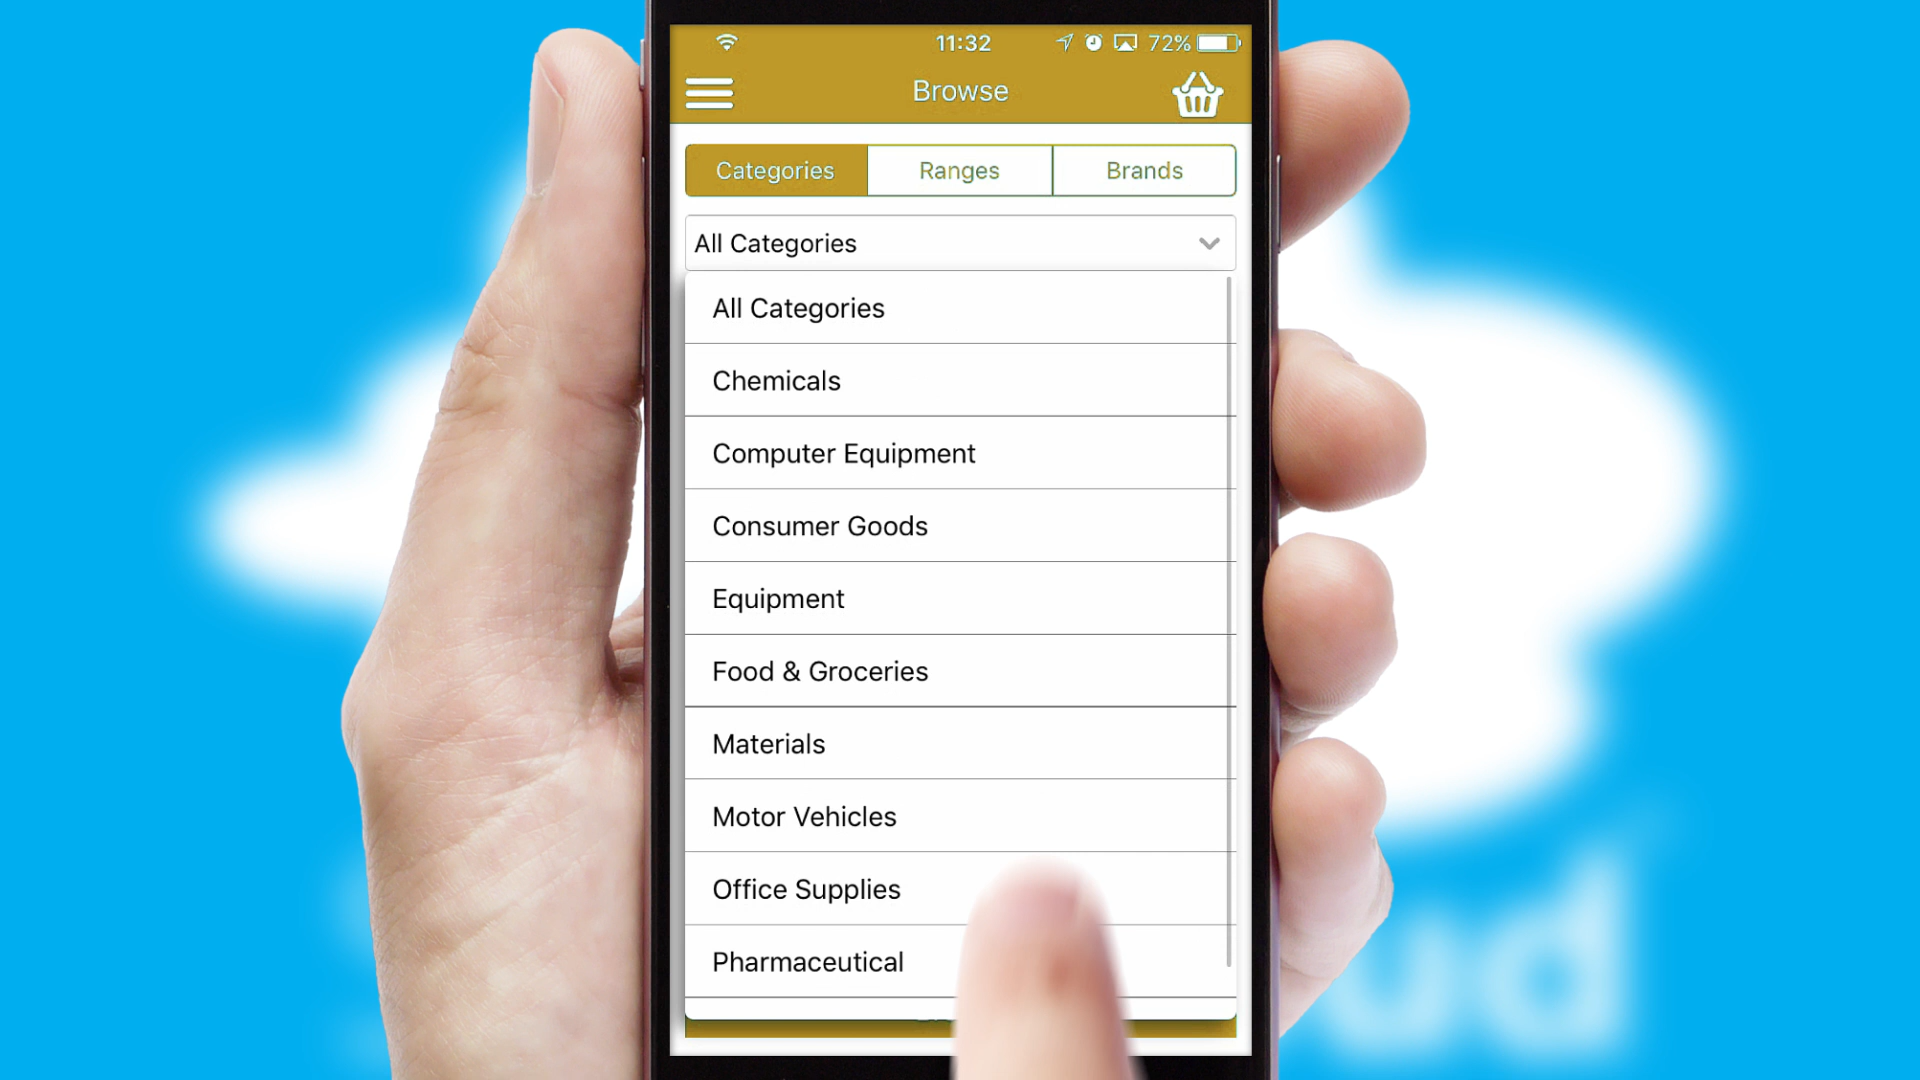 11:32
72%
Browse
Categories
Ranges
Brands
All Categories
All Categories
Chemicals
Computer Equipment
Consumer Goods
Equipment
Food & Groceries
Materials
Motor Vehicles
Office Supplies
Pharmaceutical